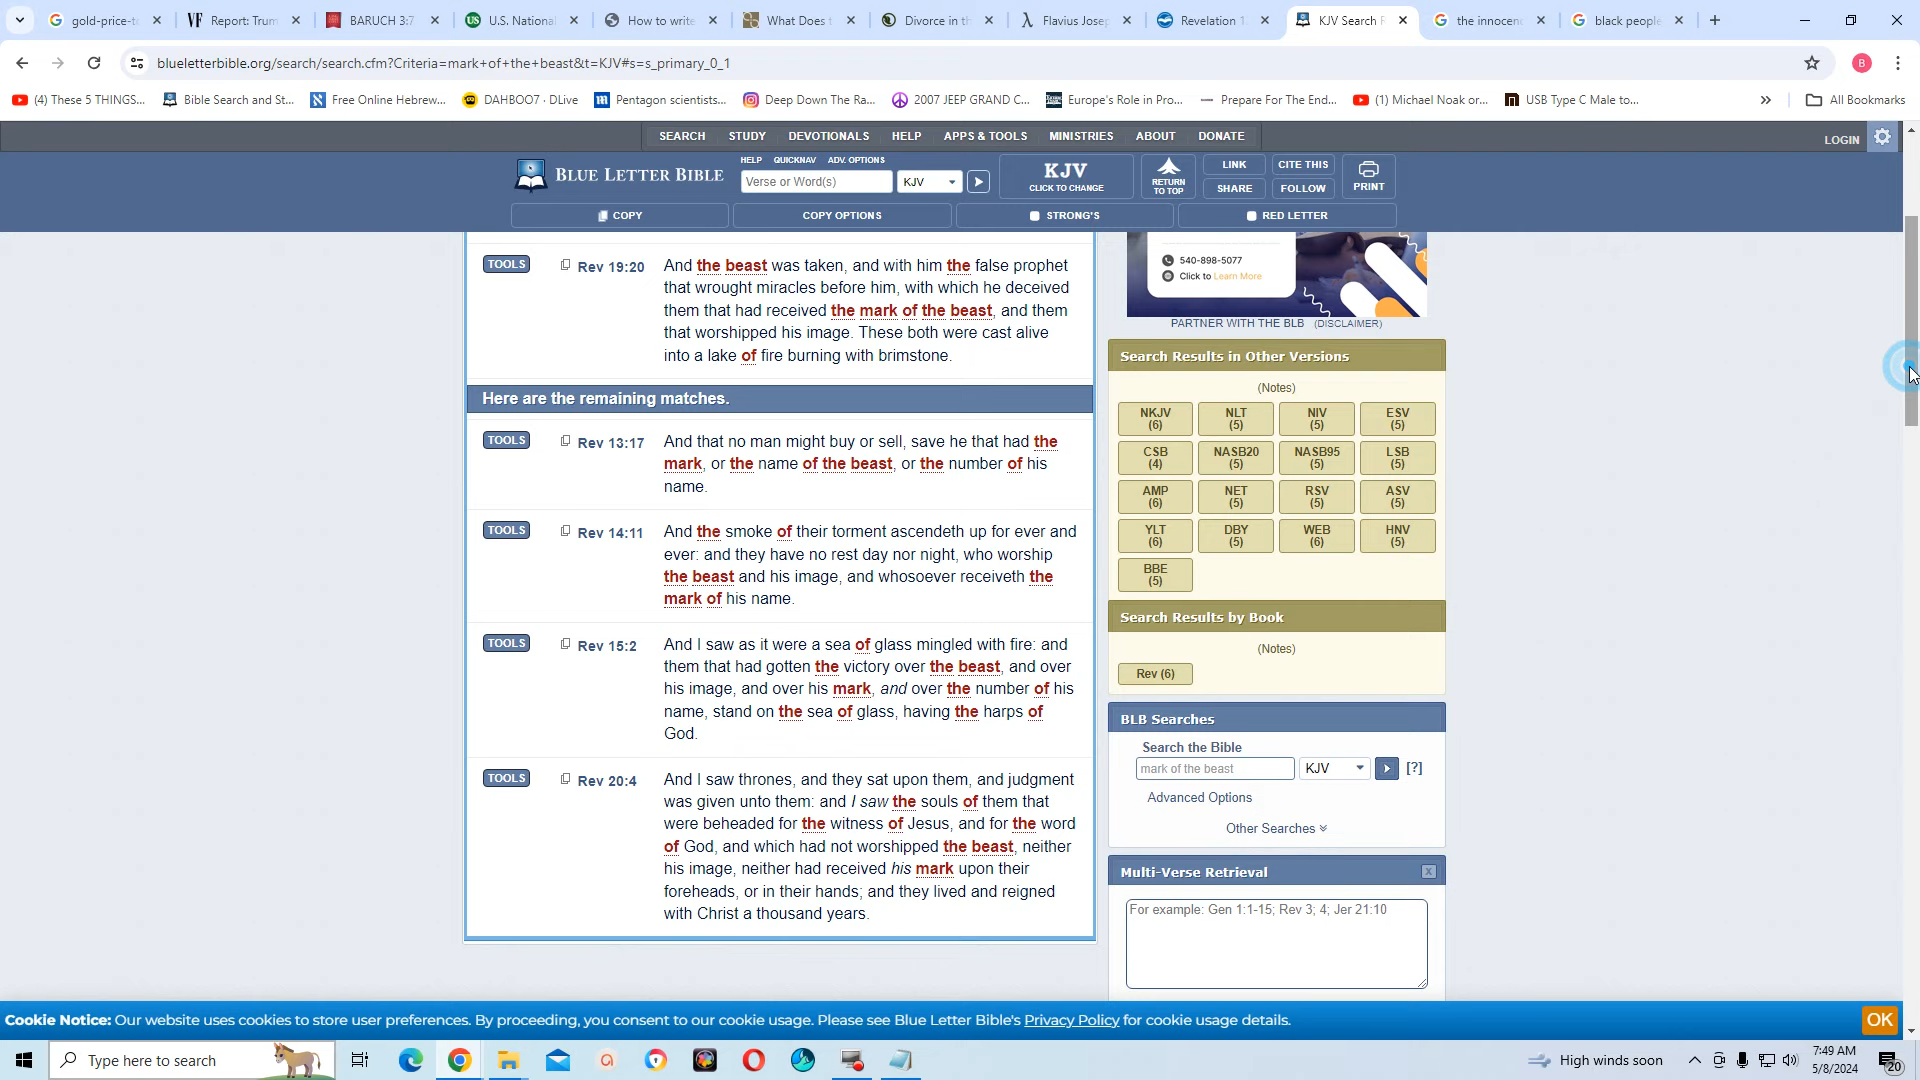 gold-price-te
Report: Trum
BARUCH 3:7
U.S. National
How to write
What Does t
Divorce in th
Flavius Josep
Revelation 1
KJV Search R
the innocen
black people
blueletterbible.org/search/search.cfm?Criteria=mark+of+the+beast&t=KJV#s=s_primary_0_1
B
(4) These 5 THINGS...
Bible Search and St...
Free Online Hebrew...
DAHBOO7 · DLive
Pentagon scientists...
Deep Down The Ra...
2007 JEEP GRAND C...
Europe's Role in Pro...
Prepare For The End...
(1) Michael Noak or...
USB Type C Male to...
All Bookmarks
SEARCH STUDY DEVOTIONALS HELP APPS & TOOLS MINISTRIES ABOUT DONATE
LOGIN
BLUE LETTER BIBLE
HELP QUICKNAV ADV. OPTIONS
Verse or Word(s)
KJV
KJV
CLICK TO CHANGE
RETURN
TO TOP
LINK
CITE THIS
SHARE
FOLLOW
PRINT
COPY
COPY OPTIONS
STRONG'S
RED LETTER
TOOLS
Rev 19:20
And the beast was taken, and with him the false prophet
that wrought miracles before him, with which he deceived
them that had received the mark of the beast, and them
that worshipped his image. These both were cast alive
into a lake of fire burning with brimstone.
Here are the remaining matches.
TOOLS
Rev 13:17
And that no man might buy or sell, save he that had the
mark, or the name of the beast, or the number of his
name.
TOOLS
Rev 14:11
And the smoke of their torment ascendeth up for ever and
ever: and they have no rest day nor night, who worship
the beast and his image, and whosoever receiveth the
mark of his name.
TOOLS
Rev 15:2
And I saw as it were a sea of glass mingled with fire: and
them that had gotten the victory over the beast, and over
his image, and over his mark, and over the number of his
name, stand on the sea of glass, having the harps of
God.
TOOLS
Rev 20:4
And I saw thrones, and they sat upon them, and judgment
was given unto them: and I saw the souls of them that
were beheaded for the witness of Jesus, and for the word
of God, and which had not worshipped the beast, neither
his image, neither had received his mark upon their
foreheads, or in their hands; and they lived and reigned
with Christ a thousand years.
540-898-5077
Click to Learn More
PARTNER WITH THE BLB (DISCLAIMER)
Search Results in Other Versions
(Notes)
NKJV NLT NIV ESV
(6) (5) (5) (5)
CSB NASB20 NASB95 LSB
(4) (5) (5) (5)
AMP NET RSV ASV
(6) (5) (5) (5)
YLT DBY WEB HNV
(6) (5) (6) (5)
BBE
(5)
Search Results by Book
(Notes)
Rev (6)
BLB Searches
Search the Bible
mark of the beast
KJV
[?]
Advanced Options
Other Searches
Multi-Verse Retrieval
X
For example: Gen 1:1-15; Rev 3; 4; Jer 21:10
Cookie Notice: Our website uses cookies to store user preferences. By proceeding, you consent to our cookie usage. Please see Blue Letter Bible's Privacy Policy for cookie usage details.
OK
Type here to search
High winds soon
7:49 AM
5/8/2024
20